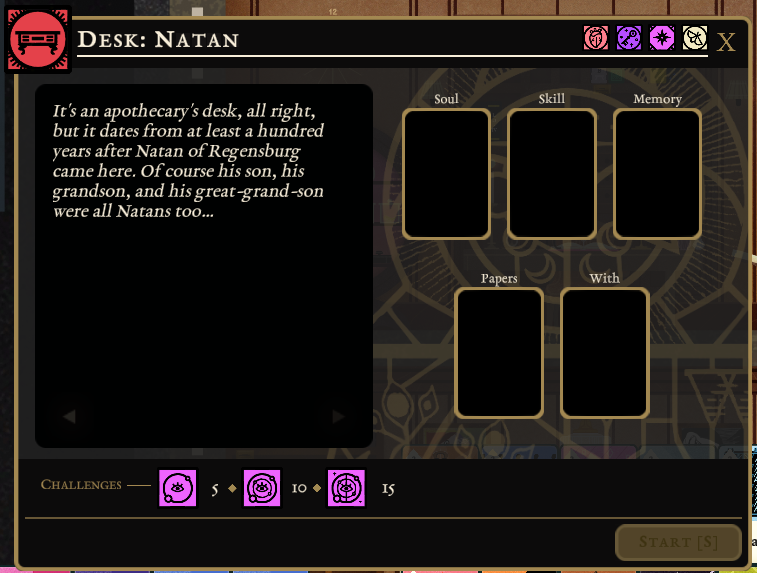 12
Desk: Natan
X
It's an apothecary's desk, all right,
but it dates from at least a hundred
years after Natan of Regensburg
came here. Of course his son, his
grandson, and his great-grand-son
were all Natans too...
Soul
Skill
Memory
Papers
With
Challenges
5
10
15
Start [S]